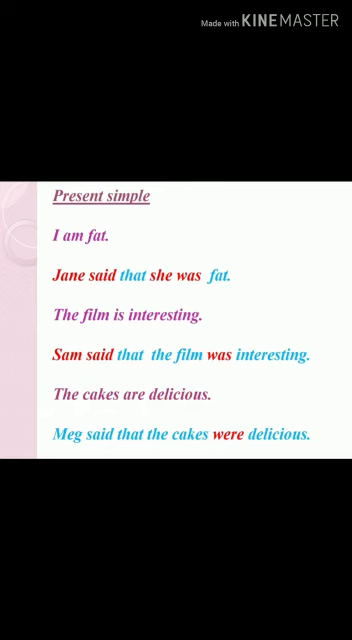 Made with KINEMASTER
Present simple
I am fat.
Jane said that she was fat.
The film is interesting.
Sam said that the film was interesting.
The cakes are delicious.
Meg said that the cakes were delicious.